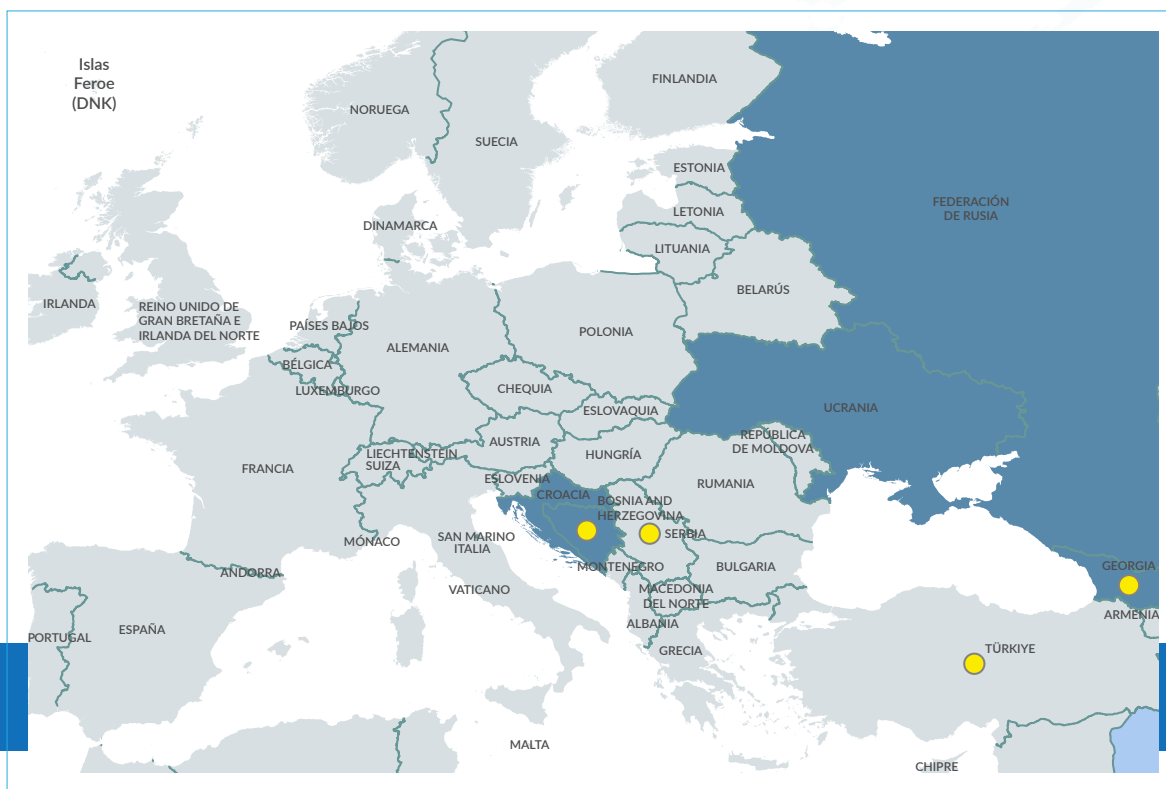 Islas
Feroe
(DNK)
FINLANDIA
NORUEGA
SUECIA
ESTONIA
FEDERACIÓN
DE RUSIA
LETONIA
DINAMARCA
LITUANIA
BELARÚS
IRLANDA
REINO UNIDO DE
GRAN BRETAÑA E
IRLANDA DEL NORTE
PAÍSES BAJOS
POLONIA
ALEMANIA
BÉLGICA
LUXEMBURGO
CHEQUIA
ESLOVAQUIA
UCRANIA
AUSTRIA
REPÚBLICA
DE MOLDOVA
LIECHTENSTEIN
SUIZA
HUNGRÍA
FRANCIA
ESLOVENIA
RUMANIA
CROACIA
BOSNIA AND
HERZEGOVINA
SERBIA
MÓNACO
SAN MARINO
ITALIA
MONTENEGRO
BULGARIA
GEORGIA
ANDORRA
VATICANO
MACEDONIA
DEL NORTE
ARMENIA
ALBANIA
ESPAÑA
PORTUGAL
GRECIA
TÜRKIYE
MALTA
CHIPRE